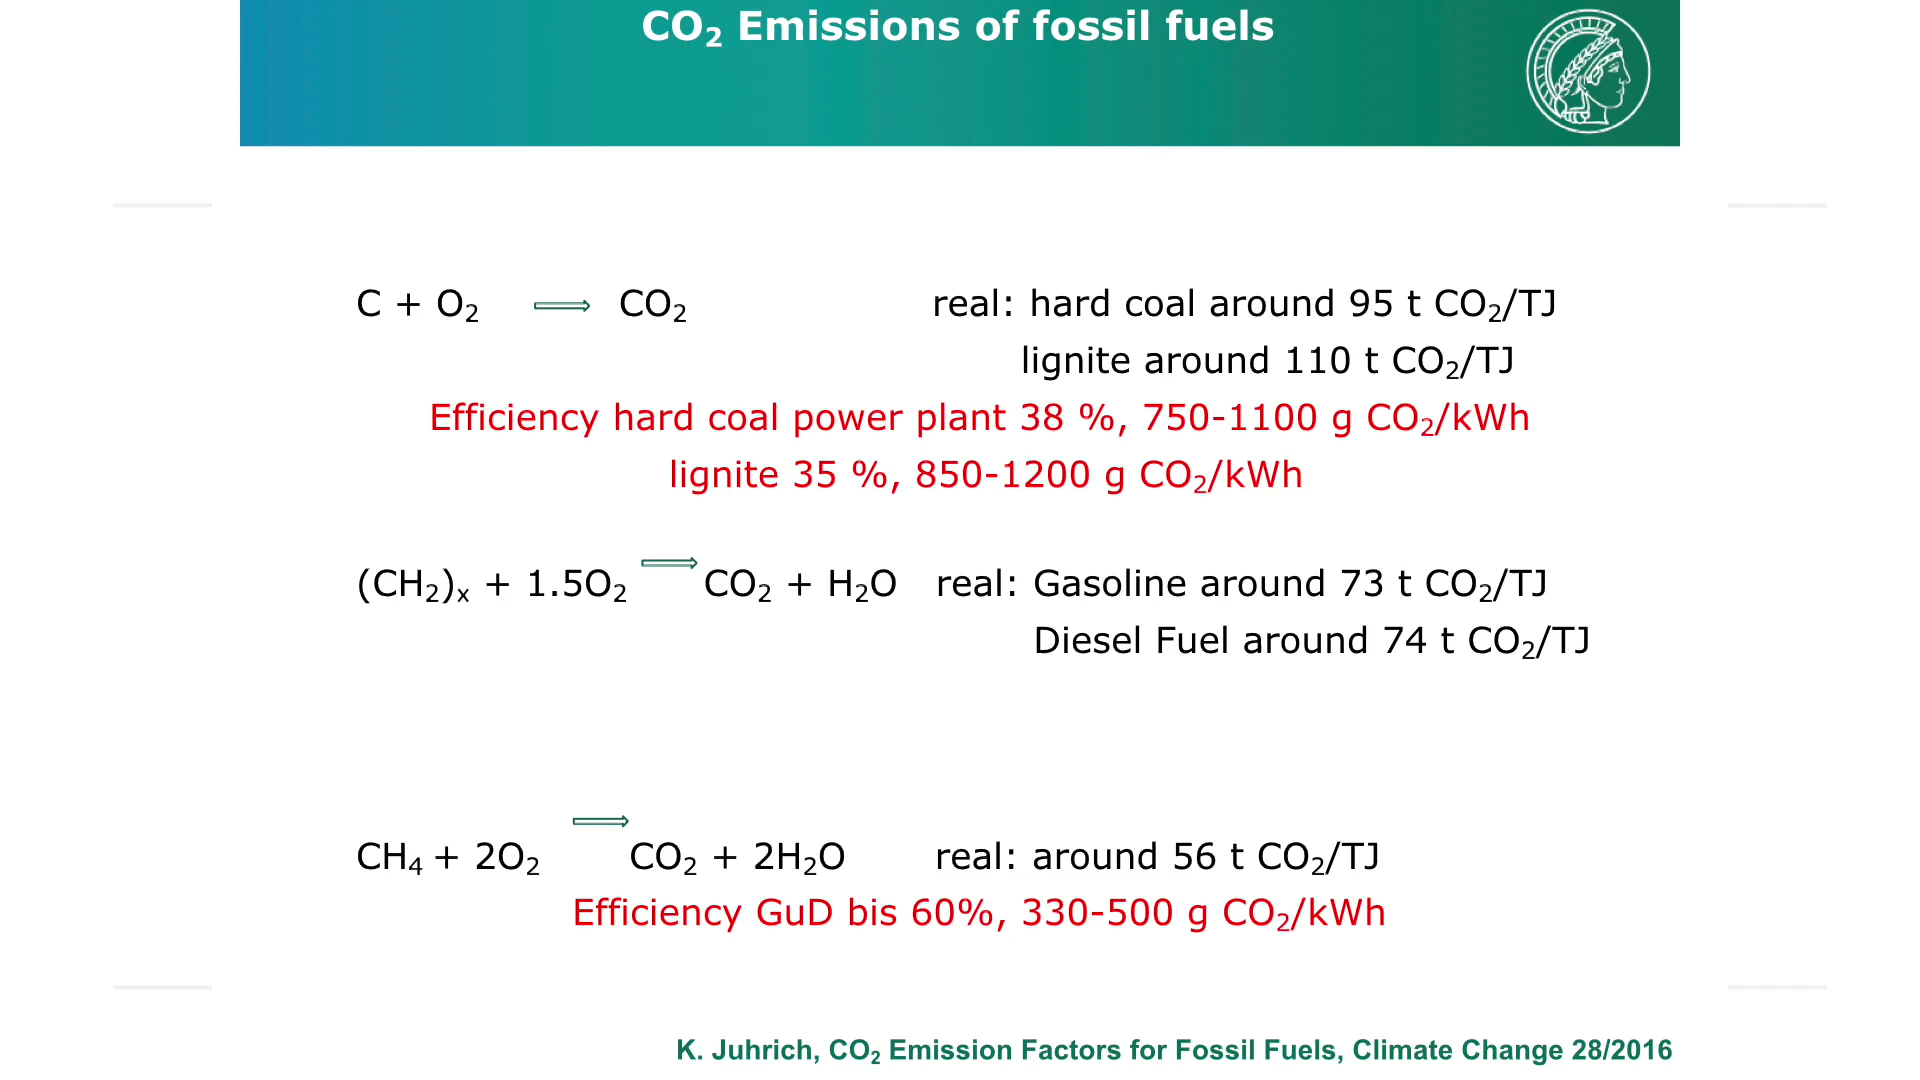 CO₂ Emissions of fossil fuels
C + O₂ ⟹ CO₂ real: hard coal around 95 t CO₂/TJ
lignite around 110 t CO₂/TJ
Efficiency hard coal power plant 38 %, 750-1100 g CO₂/kWh
lignite 35 %, 850-1200 g CO₂/kWh
(CH₂)ₓ + 1.5O₂ ⟹ CO₂ + H₂O real: Gasoline around 73 t CO₂/TJ
Diesel Fuel around 74 t CO₂/TJ
CH₄ + 2O₂ ⟹ CO₂ + 2H₂O real: around 56 t CO₂/TJ
Efficiency GuD bis 60%, 330-500 g CO₂/kWh
K. Juhrich, CO₂ Emission Factors for Fossil Fuels, Climate Change 28/2016